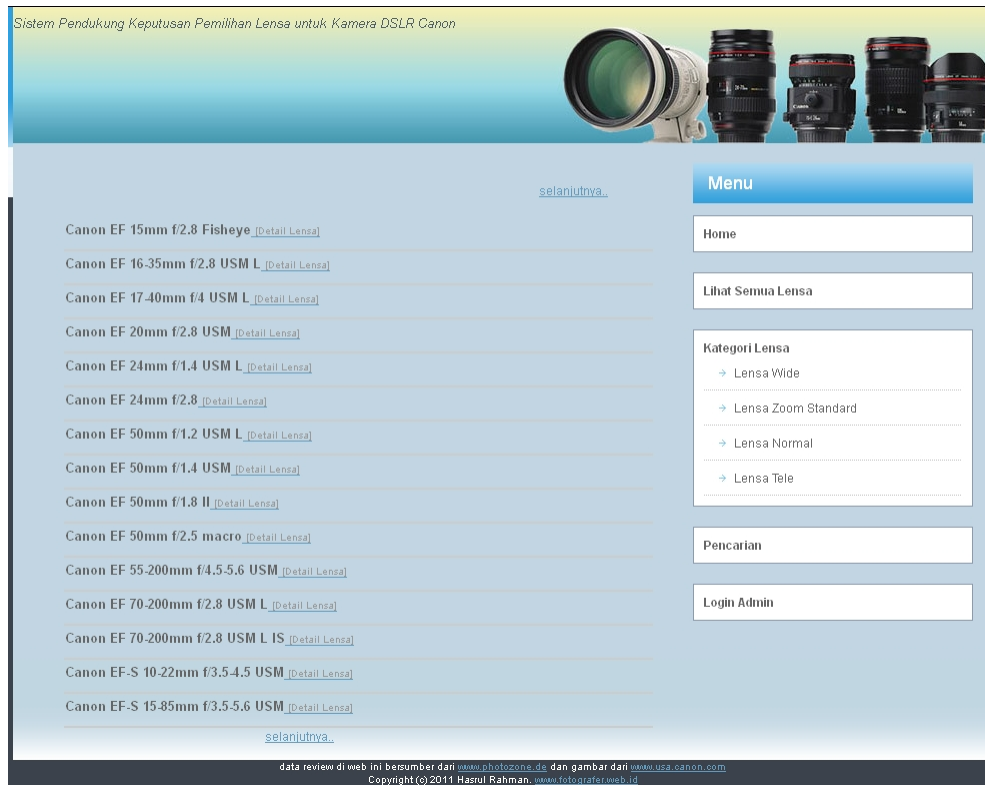 Sistem Pendukung Keputusan Pemilihan Lensa untuk Kamera DSLR Canon
selanjutnya..
Canon EF 15mm f/2.8 Fisheye [Detail Lensa]
Canon EF 16-35mm f/2.8 USM L [Detail Lensa]
Canon EF 17-40mm f/4 USM L [Detail Lensa]
Canon EF 20mm f/2.8 USM [Detail Lensa]
Canon EF 24mm f/1.4 USM L [Detail Lensa]
Canon EF 24mm f/2.8 [Detail Lensa]
Canon EF 50mm f/1.2 USM L [Detail Lensa]
Canon EF 50mm f/1.4 USM [Detail Lensa]
Canon EF 50mm f/1.8 II [Detail Lensa]
Canon EF 50mm f/2.5 macro [Detail Lensa]
Canon EF 55-200mm f/4.5-5.6 USM [Detail Lensa]
Canon EF 70-200mm f/2.8 USM L [Detail Lensa]
Canon EF 70-200mm f/2.8 USM L IS [Detail Lensa]
Canon EF-S 10-22mm f/3.5-4.5 USM [Detail Lensa]
Canon EF-S 15-85mm f/3.5-5.6 USM [Detail Lensa]
selanjutnya..
Menu
Home
Lihat Semua Lensa
Kategori Lensa
Lensa Wide
Lensa Zoom Standard
Lensa Normal
Lensa Tele
Pencarian
Login Admin
data review di web ini bersumber dari www.photozone.de dan gambar dari www.usa.canon.com
Copyright (c) 2011 Hasrul Rahman. www.fotografer.web.id